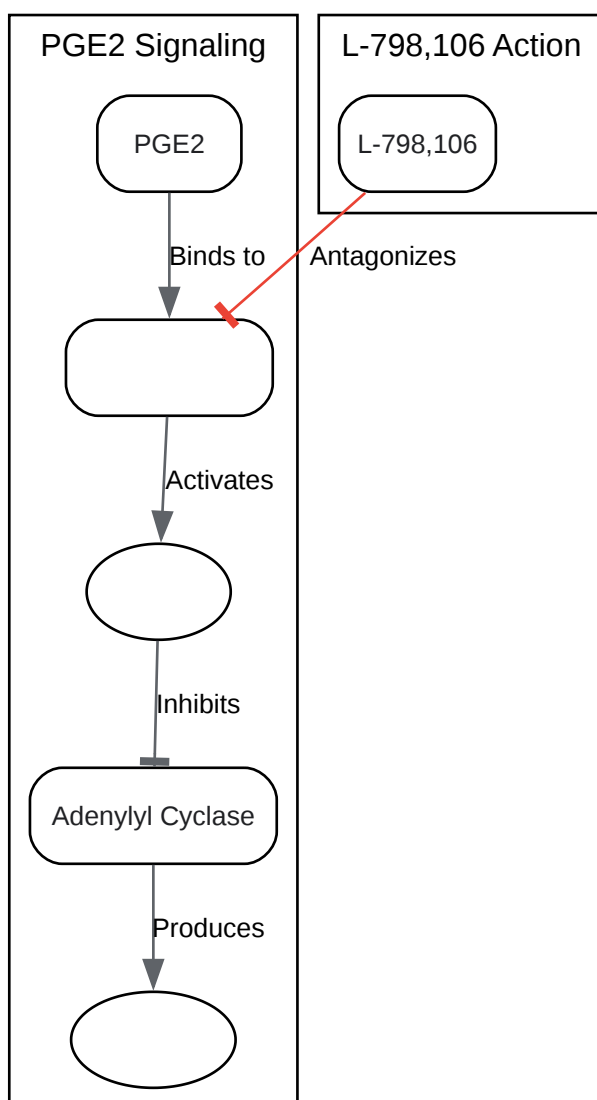 PGE2 Signaling
L-798,106 Action
PGE2
L-798,106
Binds to
Antagonizes
Activates
Inhibits
Adenylyl Cyclase
Produces